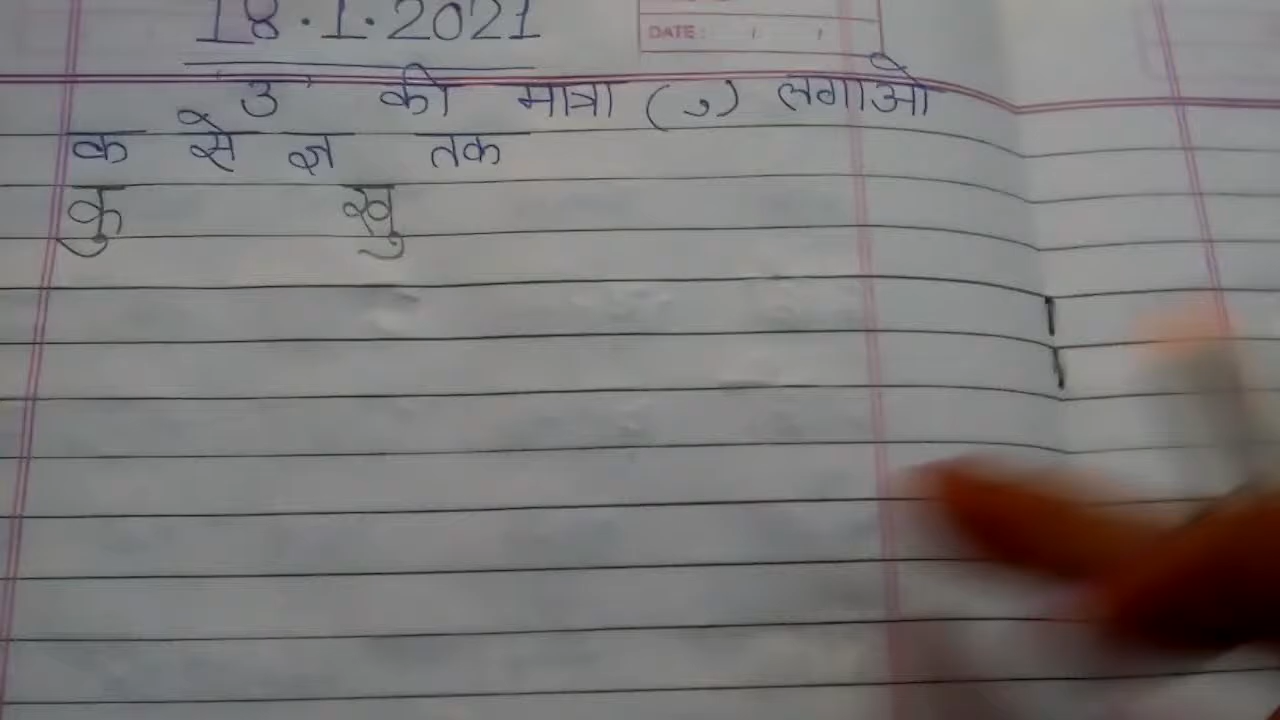 18.1.2021
DATE: / /
उ की मात्रा ( ु ) लगाओ
क से ज्ञ तक
कु खु